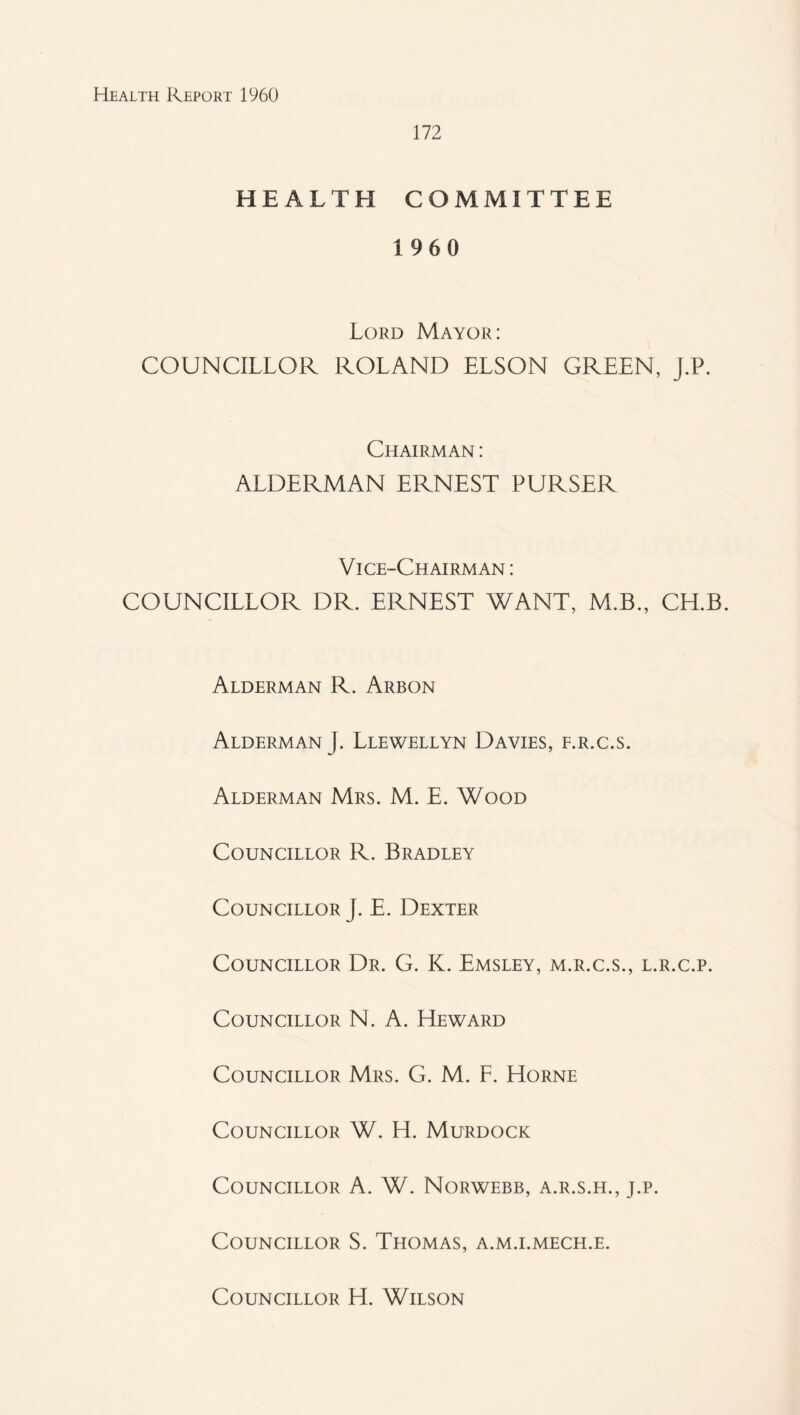 Health Report 1960
172
HEALTH COMMITTEE
1960
Lord Mayor:
COUNCILLOR ROLAND ELSON GREEN, J.P.
Chairman:
ALDERMAN ERNEST PURSER
Vice-Chairman:
COUNCILLOR DR. ERNEST WANT, M.B., CH.B.
Alderman R. Arbon
Alderman J. Llewellyn Davies, F.R.C.S.
Alderman Mrs. M. E. Wood
Councillor R. Bradley
Councillor J. E. Dexter
Councillor Dr. G. K. Emsley, M.R.C.S., L.R.C.P.
Councillor N. A. Heward
Councillor Mrs. G. M. F. Horne
Councillor W. H. Murdock
Councillor A. W. Norwebb, A.R.S.H., J.P.
Councillor S. Thomas, A.M.I.MECH.E.
Councillor H. Wilson